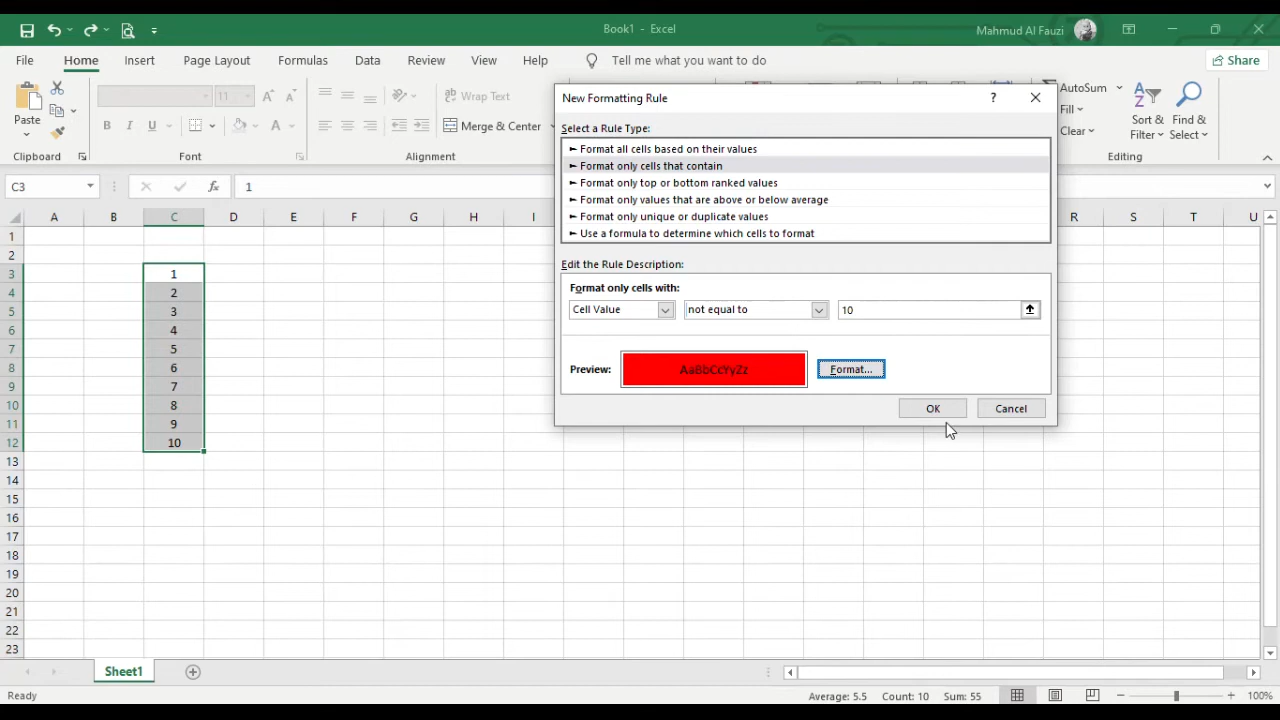 Book1 - Excel
Mahmud Al Fauzi
File Home Insert Page Layout Formulas Data Review View Help Tell me what you want to do Share
Paste
11
B I U A A A
Wrap Text
Merge & Center
AutoSum
Fill
Clear
Sort & Filter
Find & Select
Clipboard Font Alignment Editing
C3 fx 1
A B C D E F G H I R S T U
1
2
3 1
4 2
5 3
6 4
7 5
8 6
9 7
10 8
11 9
12 10
13
14
15
16
17
18
19
20
21
22
23
New Formatting Rule ?
Select a Rule Type:
► Format all cells based on their values
► Format only cells that contain
► Format only top or bottom ranked values
► Format only values that are above or below average
► Format only unique or duplicate values
► Use a formula to determine which cells to format
Edit the Rule Description:
Format only cells with:
Cell Value not equal to 10
Preview: AaBbCcYyZz Format...
OK Cancel
Sheet1
Ready Average: 5.5 Count: 10 Sum: 55 100%